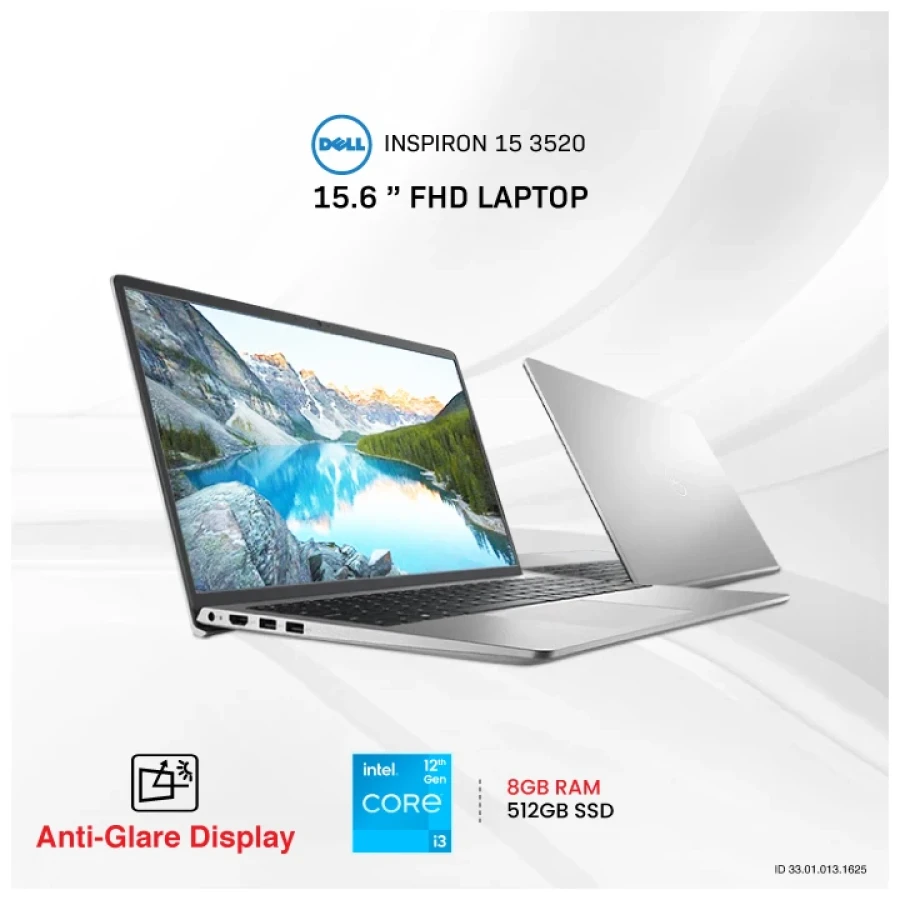 DELL INSPIRON 15 3520
15.6 ” FHD LAPTOP
Anti-Glare Display
intel. 12th
Gen
CORE
i3
8GB RAM
512GB SSD
ID 33.01.013.1625